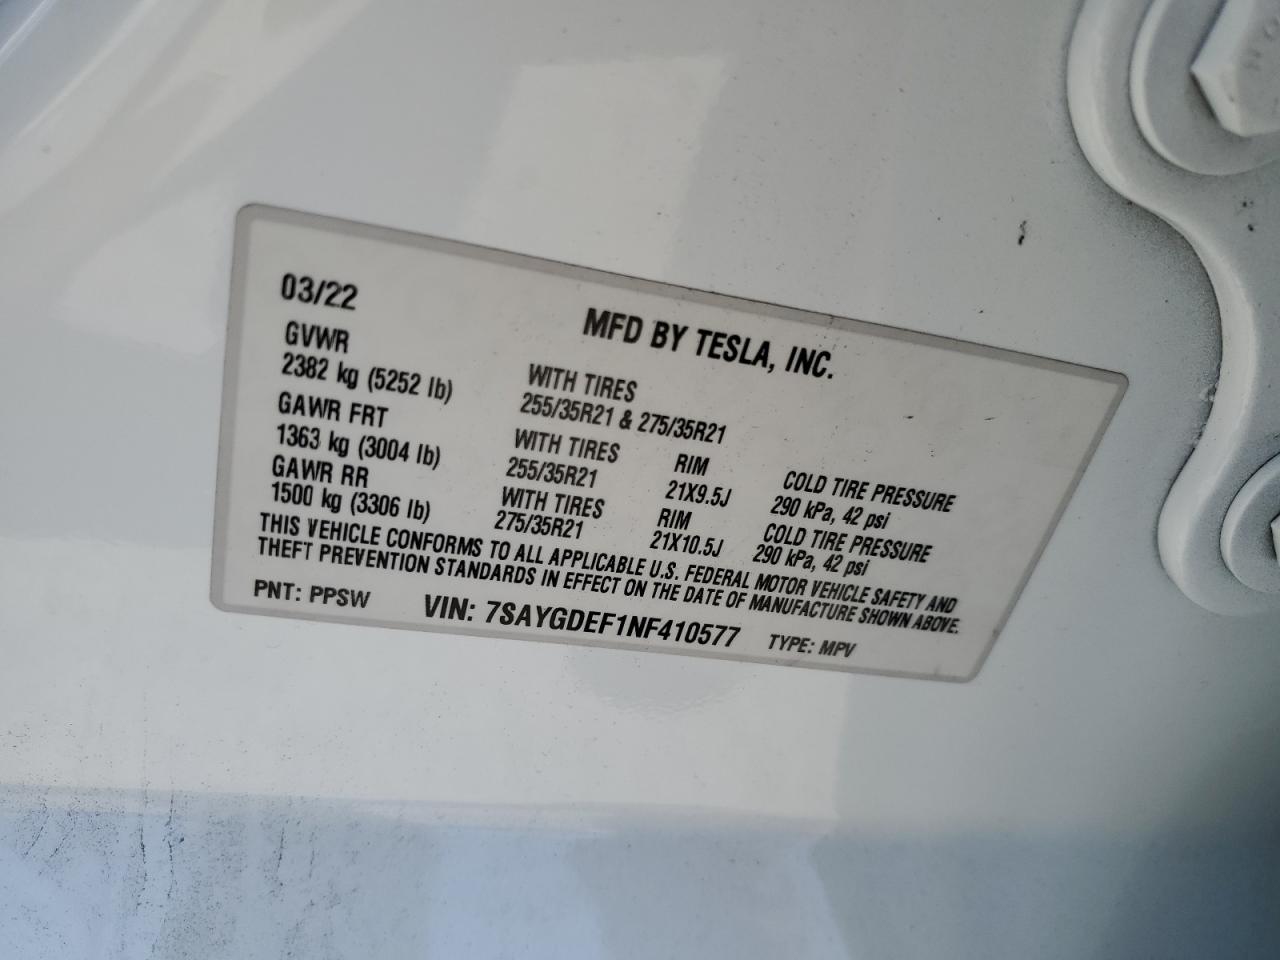 03/22
MFD BY TESLA, INC.
GVWR
2382 kg (5252 lb)
WITH TIRES
255/35R21 & 275/35R21
GAWR FRT
1363 kg (3004 lb)
WITH TIRES
255/35R21
RIM
21X9.5J
COLD TIRE PRESSURE
290 kPa, 42 psi
GAWR RR
1500 kg (3306 lb)
WITH TIRES
275/35R21
RIM
21X10.5J
COLD TIRE PRESSURE
290 kPa, 42 psi
THIS VEHICLE CONFORMS TO ALL APPLICABLE U.S. FEDERAL MOTOR VEHICLE SAFETY AND
THEFT PREVENTION STANDARDS IN EFFECT ON THE DATE OF MANUFACTURE SHOWN ABOVE.
PNT: PPSW VIN: 7SAYGDEF1NF410577 TYPE: MPV